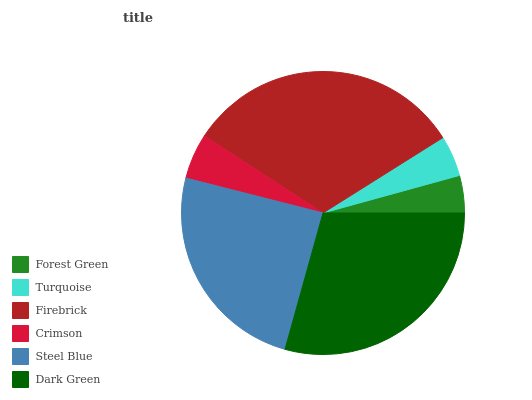 title
Forest Green
Turquoise
Firebrick
Crimson
Steel Blue
Dark Green